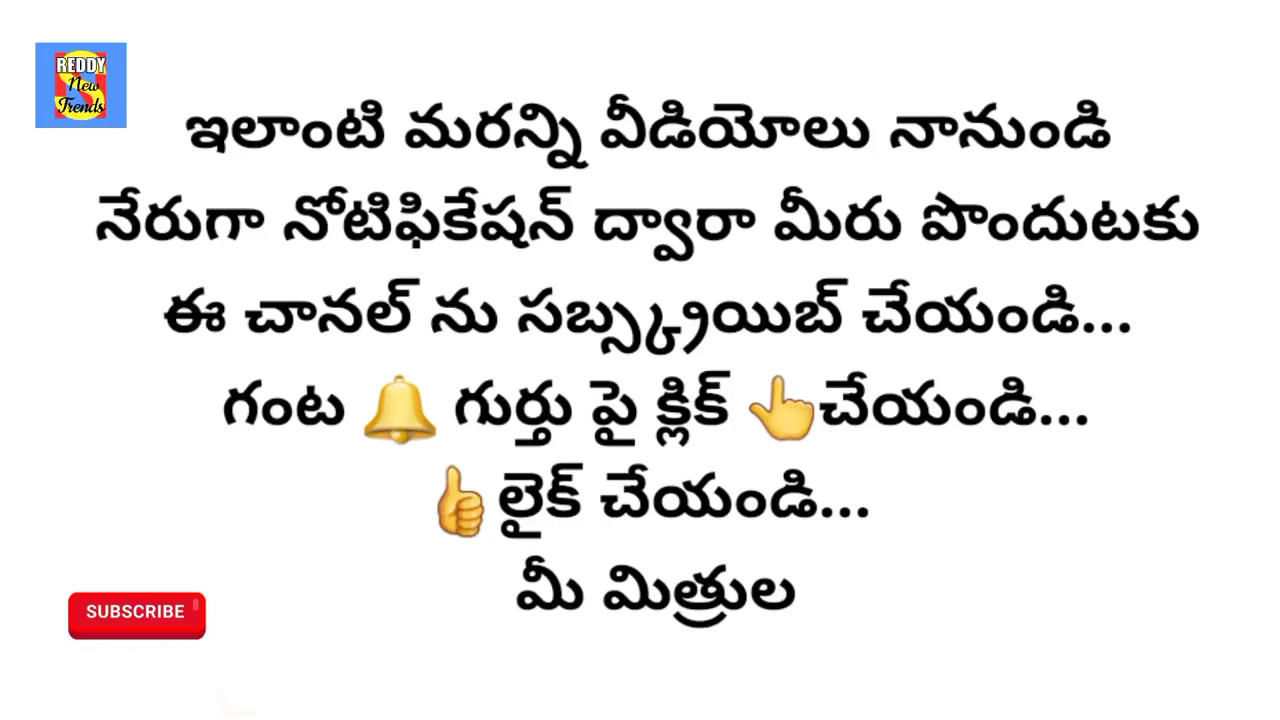 REDDY
New
Trends
ఇలాంటి మరన్ని వీడియోలు నానుండి
నేరుగా నోటిఫికేషన్ ద్వారా మీరు పొందుటకు
ఈ చానల్ ను సబ్స్క్రయిబ్ చేయండి...
గంట 🔔 గుర్తు పై క్లిక్ 👆చేయండి...
👍లైక్ చేయండి...
మీ మిత్రుల
SUBSCRIBE